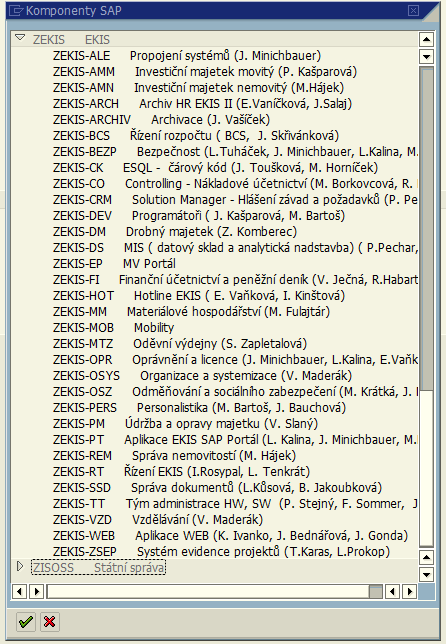 Komponenty SAP
ZEKIS EKIS
ZEKIS-ALE Propojení systémů (J. Minichbauer)
ZEKIS-AMM Investiční majetek movitý (P. Kašparová)
ZEKIS-AMN Investiční majetek nemovitý (M.Hájek)
ZEKIS-ARCH Archiv HR EKIS II (E.Vaníčková, J.Salaj)
ZEKIS-ARCHIV Archivace (J. Vašíček)
ZEKIS-BCS Řízení rozpočtu ( BCS, J. Skřivánková)
ZEKIS-BEZP Bezpečnost (L.Tuháček, J. Minichbauer, L.Kalina, M.
ZEKIS-CK ESQL - čárový kód (J. Toušková, M. Horníček)
ZEKIS-CO Controlling - Nákladové účetnictví (M. Borkovcová, R.
ZEKIS-CRM Solution Manager - Hlášení závad a požadavků (P. Pe
ZEKIS-DEV Programátoři ( J. Kašparová, M. Bartoš)
ZEKIS-DM Drobný majetek (Z. Komberec)
ZEKIS-DS MIS ( datový sklad a analytická nadstavba) ( P.Pechar,
ZEKIS-EP MV Portál
ZEKIS-FI Finanční účetnictví a peněžní deník (V. Ječná, R.Habart
ZEKIS-HOT Hotline EKIS ( E. Vaňková, I. Kinštová)
ZEKIS-MM Materiálové hospodářství (M. Fulajtár)
ZEKIS-MOB Mobility
ZEKIS-MTZ Oděvní výdejny (S. Zapletalová)
ZEKIS-OPR Oprávnění a licence (J. Minichbauer, L.Kalina, E.Vaňk
ZEKIS-OSYS Organizace a systemizace (V. Maderák)
ZEKIS-OSZ Odměňování a sociálního zabezpečení (M. Krátká, J.
ZEKIS-PERS Personalistika (M. Bartoš, J. Bauchová)
ZEKIS-PM Údržba a opravy majetku (V. Slaný)
ZEKIS-PT Aplikace EKIS SAP Portál (L. Kalina, J. Minichbauer, M.
ZEKIS-REM Správa nemovitostí (M. Hájek)
ZEKIS-RT Řízení EKIS (I.Rosypal, L. Tenkrát)
ZEKIS-SSD Správa dokumentů (L.Kůsová, B. Jakoubková)
ZEKIS-TT Tým administrace HW, SW (P. Stejný, F. Sommer,
ZEKIS-VZD Vzdělávání (V. Maderák)
ZEKIS-WEB Aplikace WEB (K. Ivanko, J. Bednářová, J. Gonda)
ZEKIS-ZSEP Systém evidence projektů (T.Karas, L.Prokop)
ZISOSS Státní správa